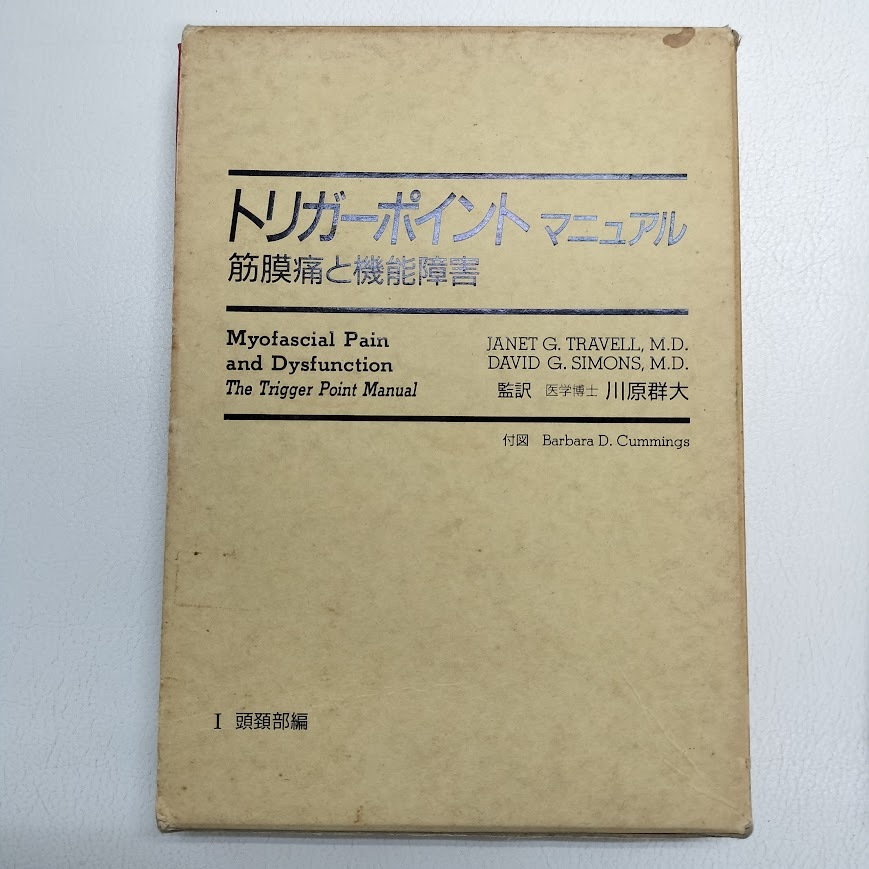 トリガーポイント マニュアル
筋膜痛と機能障害
Myofascial Pain
and Dysfunction
The Trigger Point Manual
JANET G. TRAVELL, M.D.
DAVID G. SIMONS, M.D.
監訳 医学博士 川原群大
付図 Barbara D. Cummings
I 頭頚部編